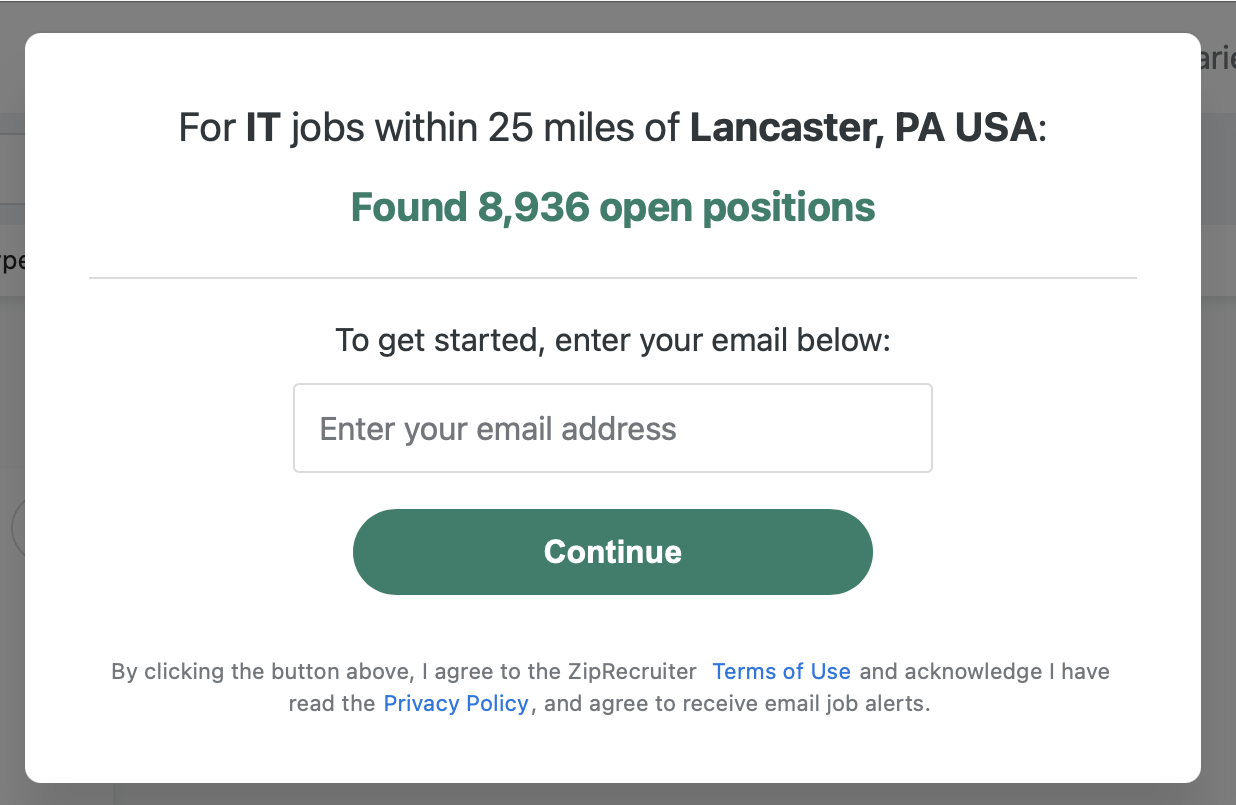 For IT jobs within 25 miles of Lancaster, PA USA:
Found 8,936 open positions
To get started, enter your email below:
Enter your email address
Continue
By clicking the button above, I agree to the ZipRecruiter Terms of Use and acknowledge I have
read the Privacy Policy, and agree to receive email job alerts.